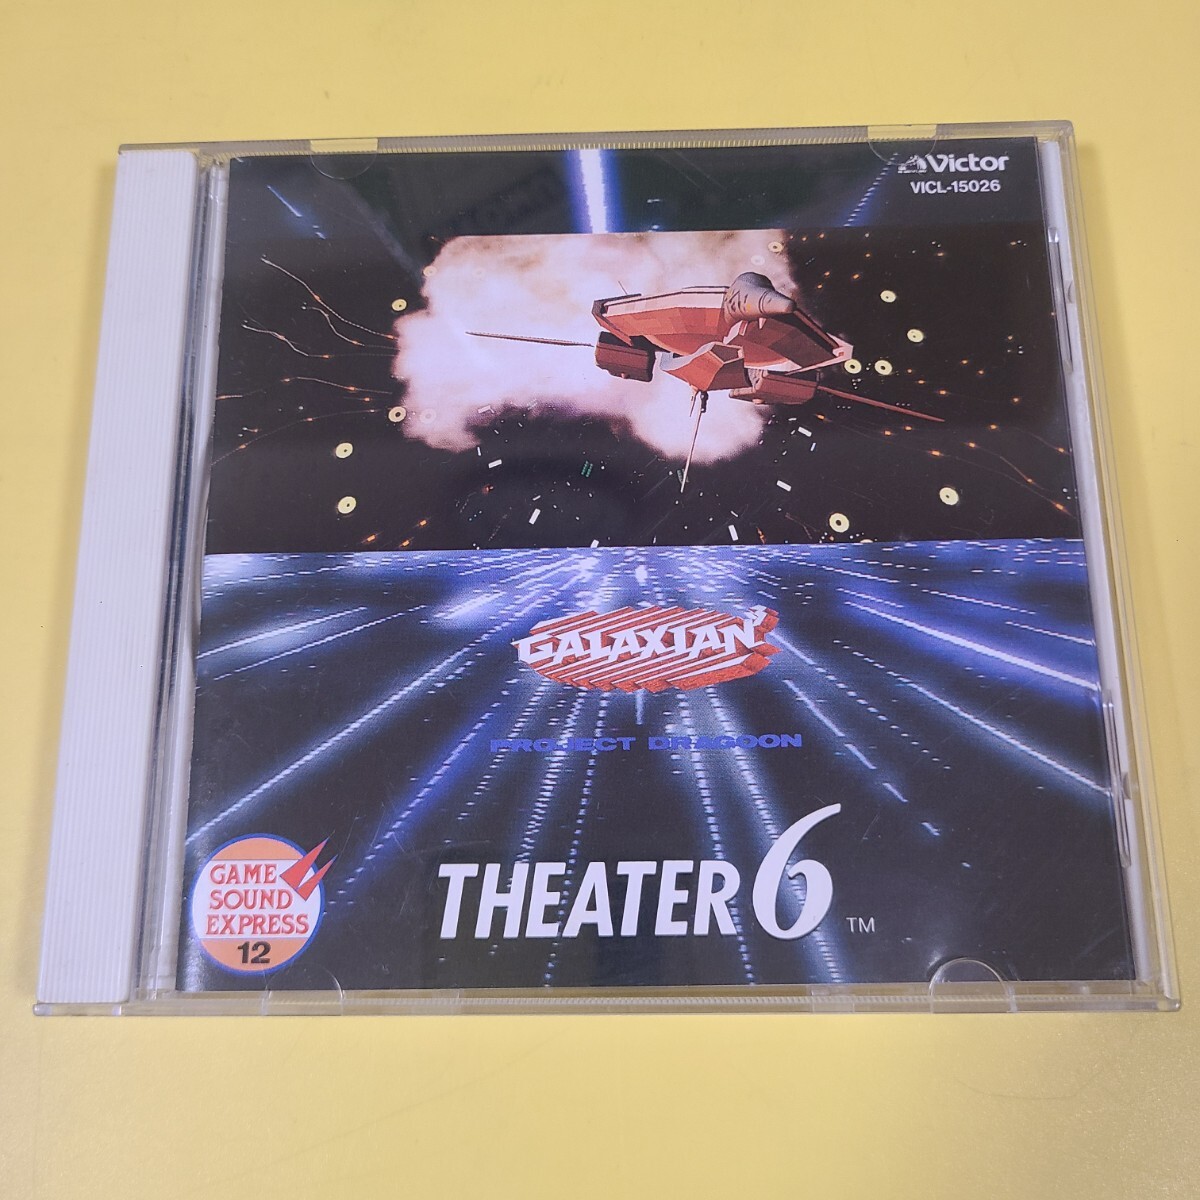 Victor
VICL-15026
GALAXIAN³
PROJECT DRAGOON
THEATER 6 TM
GAME
SOUND
EXPRESS
12